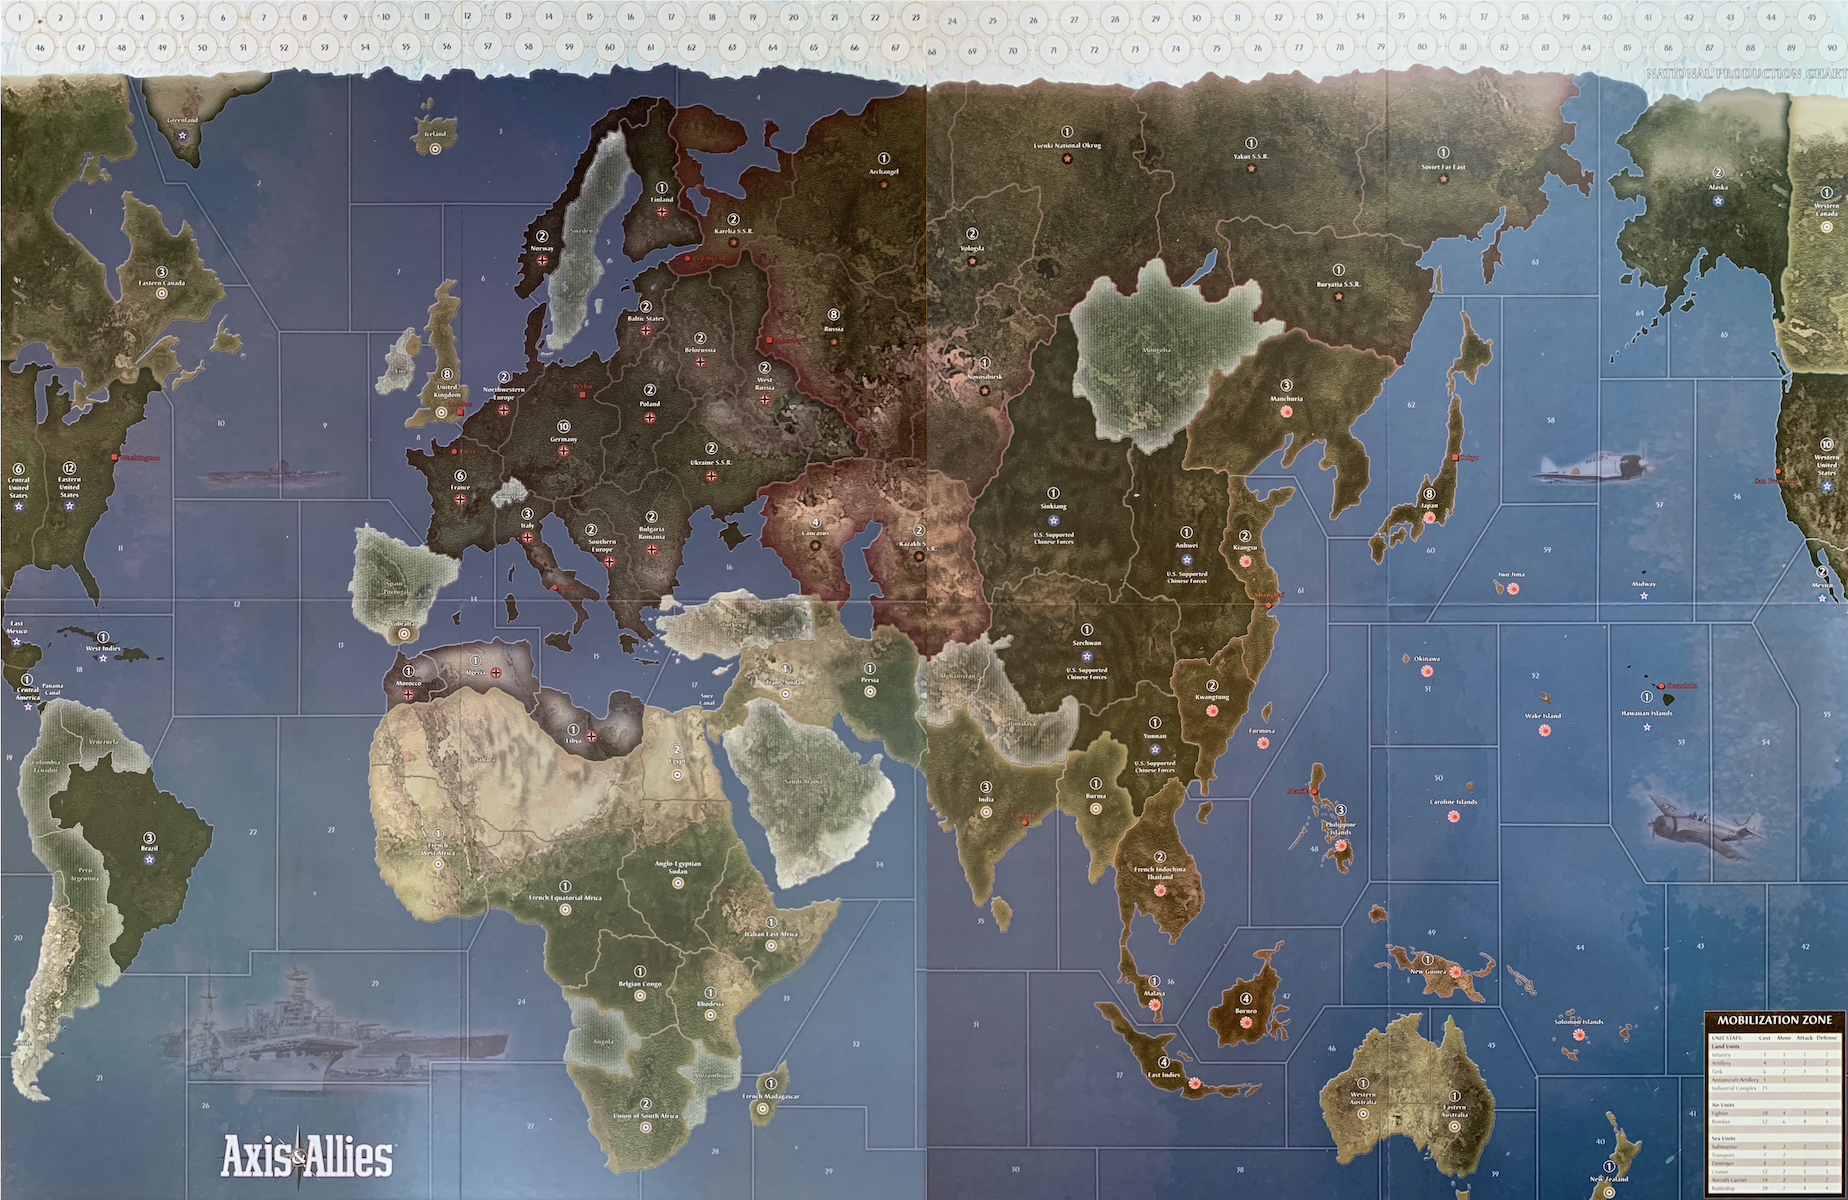 1 2 3 4 5 6 7 8 9 10 11 12 13 14 15 16 17 18 19 20 21 22 23 24 25 26 27 28 29 30 31 32 33 34 35 36 37 38 39 40 41 42 43 44 45
46 47 48 49 50 51 52 53 54 55 56 57 58 59 60 61 62 63 64 65 66 67 68 69 70 71 72 73 74 75 76 77 78 79 80 81 82 83 84 85 86 87 88 89 90
NATIONAL PRODUCTION CHART
Greenland
Iceland
3
4
2
1
Finland
1
Archangel
1
Evenki National Okrug
1
Yakut S.S.R.
1
Soviet Far East
2
Alaska
1
Western
Canada
1
2
Norway
Sweden
5
2
Karelia S.S.R.
2
Vologda
3
Eastern Canada
7
6
1
Buryatia S.S.R.
63
64
65
2
Baltic States
2
Belorussia
8
Russia
Mongolia
8
United
Kingdom
Eire
2
Northwestern
Europe
Berlin
2
Poland
2
West
Russia
1
Novosibirsk
3
Manchuria
62
58
10
9
8
Paris
10
Germany
2
Ukraine S.S.R.
Washington
6
Central
United
States
12
Eastern
United
States
6
France
3
Italy
2
Southern
Europe
2
Bulgaria
Romania
4
Caucasus
2
Kazakh S.S.R.
1
Sinkiang
U.S. Supported
Chinese Forces
1
Anhwei
U.S. Supported
Chinese Forces
2
Kiangsu
Shanghai
8
Japan
57
56
10
Western
United
States
11
60
59
61
Iwo Jima
Midway
2
Mexico
Spain
Portugal
Gibraltar
16
12
13
14
15
17
East
Mexico
1
West Indies
18
1
Central
America
Panama
Canal
1
Morocco
1
Algeria
1
Libya
Sahara
2
Egypt
Suez
Canal
Turkey
1
Trans-Jordan
1
Persia
Afghanistan
Himalaya
1
Szechwan
U.S. Supported
Chinese Forces
2
Kwangtung
1
Yunnan
U.S. Supported
Chinese Forces
Formosa
Okinawa
51
52
Wake Island
1
Hawaiian Islands
53
54
55
19
Venezuela
Colombia
Ecuador
Saudi Arabia
3
India
1
Burma
Manila
3
Philippine
Islands
48
50
Caroline Islands
3
Brazil
22
23
1
French
West Africa
Anglo-Egyptian
Sudan
34
Peru
Argentina
1
French Equatorial Africa
2
French Indochina
Thailand
1
Italian East Africa
35
20
25
24
1
Belgian Congo
1
Rhodesia
33
1
Malaya
36
4
Borneo
47
49
1
New Guinea
44
43
42
Angola
Mozambique
32
31
37
4
East Indies
46
45
Solomon Islands
21
26
27
28
29
2
Union of South Africa
1
French Madagascar
30
38
39
40
41
1
Western
Australia
1
Eastern
Australia
1
New Zealand
Axis & Allies
MOBILIZATION ZONE
UNIT STATS: Cost Move Attack Defense
Land Units
Infantry 3 1 1 2
Artillery 4 1 2 2
Tank 6 2 3 3
Antiaircraft Artillery 5 1
Industrial Complex 15
Air Units
Fighter 10 4 3 4
Bomber 12 6 4 1
Sea Units
Submarine 6 2 2 1
Transport 7 2
Destroyer 8 2 2 2
Cruiser 12 2 3 3
Aircraft Carrier 14 2 1 2
Battleship 20 2 4 4